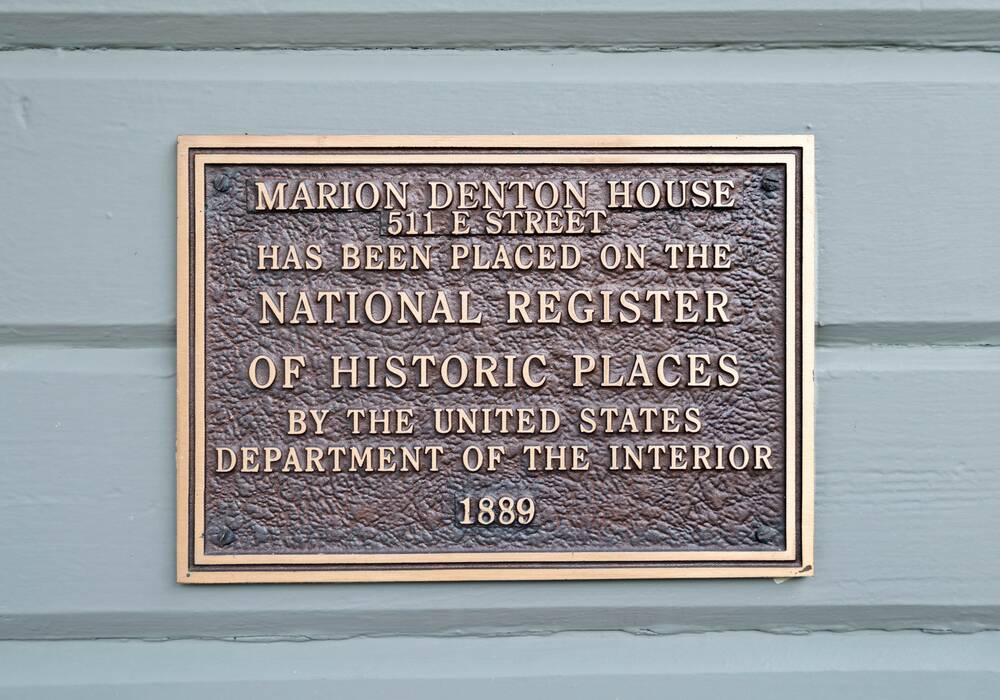 MARION DENTON HOUSE
511 E STREET
HAS BEEN PLACED ON THE
NATIONAL REGISTER
OF HISTORIC PLACES
BY THE UNITED STATES
DEPARTMENT OF THE INTERIOR
1889